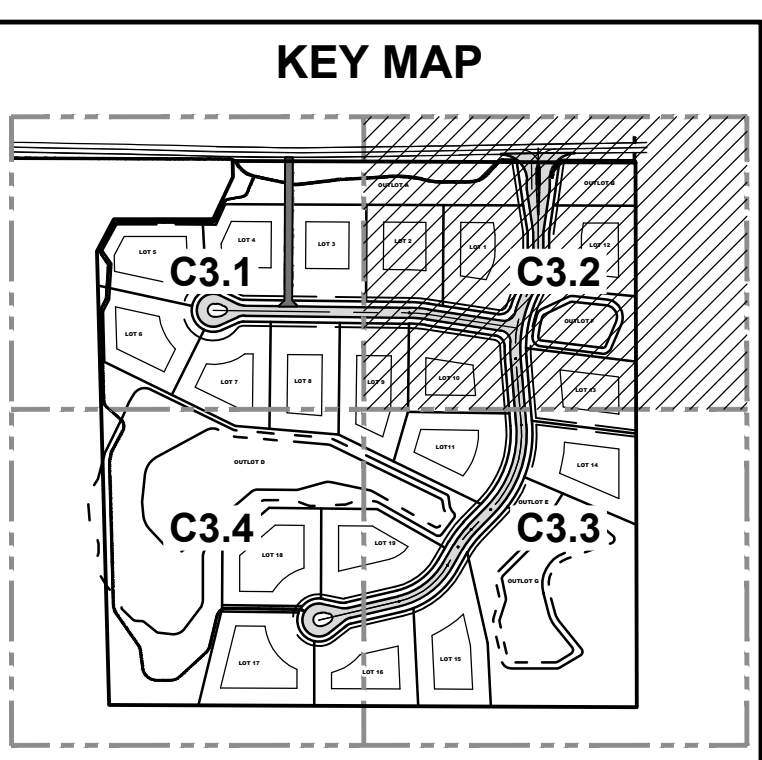 KEY MAP
OUTLOT A
OUTLOT B
LOT 5
LOT 4
LOT 3
LOT 2
LOT 1
LOT 12
C3.1
C3.2
LOT 6
OUTLOT F
LOT 7
LOT 8
LOT 9
LOT 10
LOT 13
LOT11
OUTLOT D
LOT 14
OUTLOT E
C3.4
C3.3
LOT 18
LOT 19
OUTLOT G
LOT 17
LOT 16
LOT 15